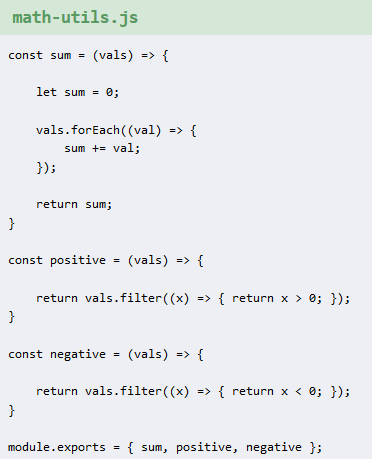 math-utils.js
const sum = (vals) => {
let sum = 0;
vals.forEach((val) => {
sum += val;
});
return sum;
}
const positive = (vals) => {
return vals.filter((x) => { return x > 0; });
}
const negative = (vals) => {
return vals.filter((x) => { return x < 0; });
}
module.exports = { sum, positive, negative };